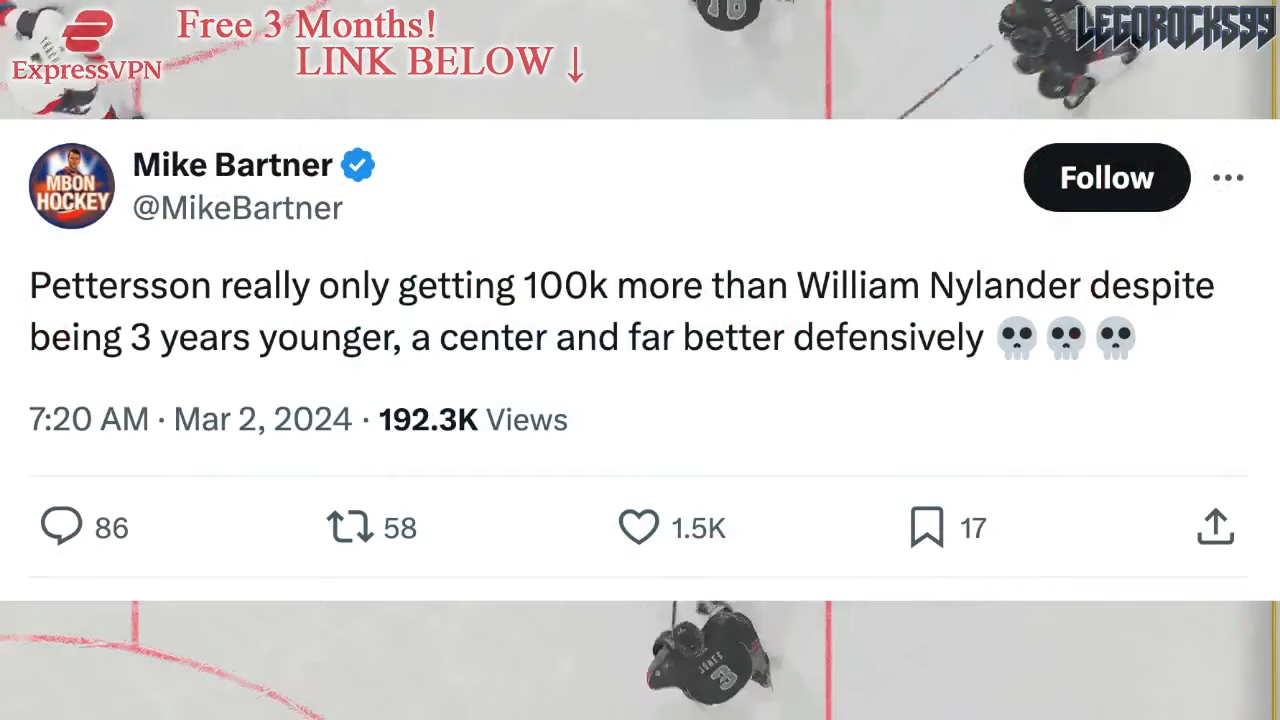 Free 3 Months!
LEGOROCKS99
ExpressVPN
LINK BELOW ↓
MBON
HOCKEY
Mike Bartner
@MikeBartner
Follow
Pettersson really only getting 100k more than William Nylander despite
being 3 years younger, a center and far better defensively 💀💀💀
7:20 AM · Mar 2, 2024 · 192.3K Views
86
58
1.5K
17
JONES
3